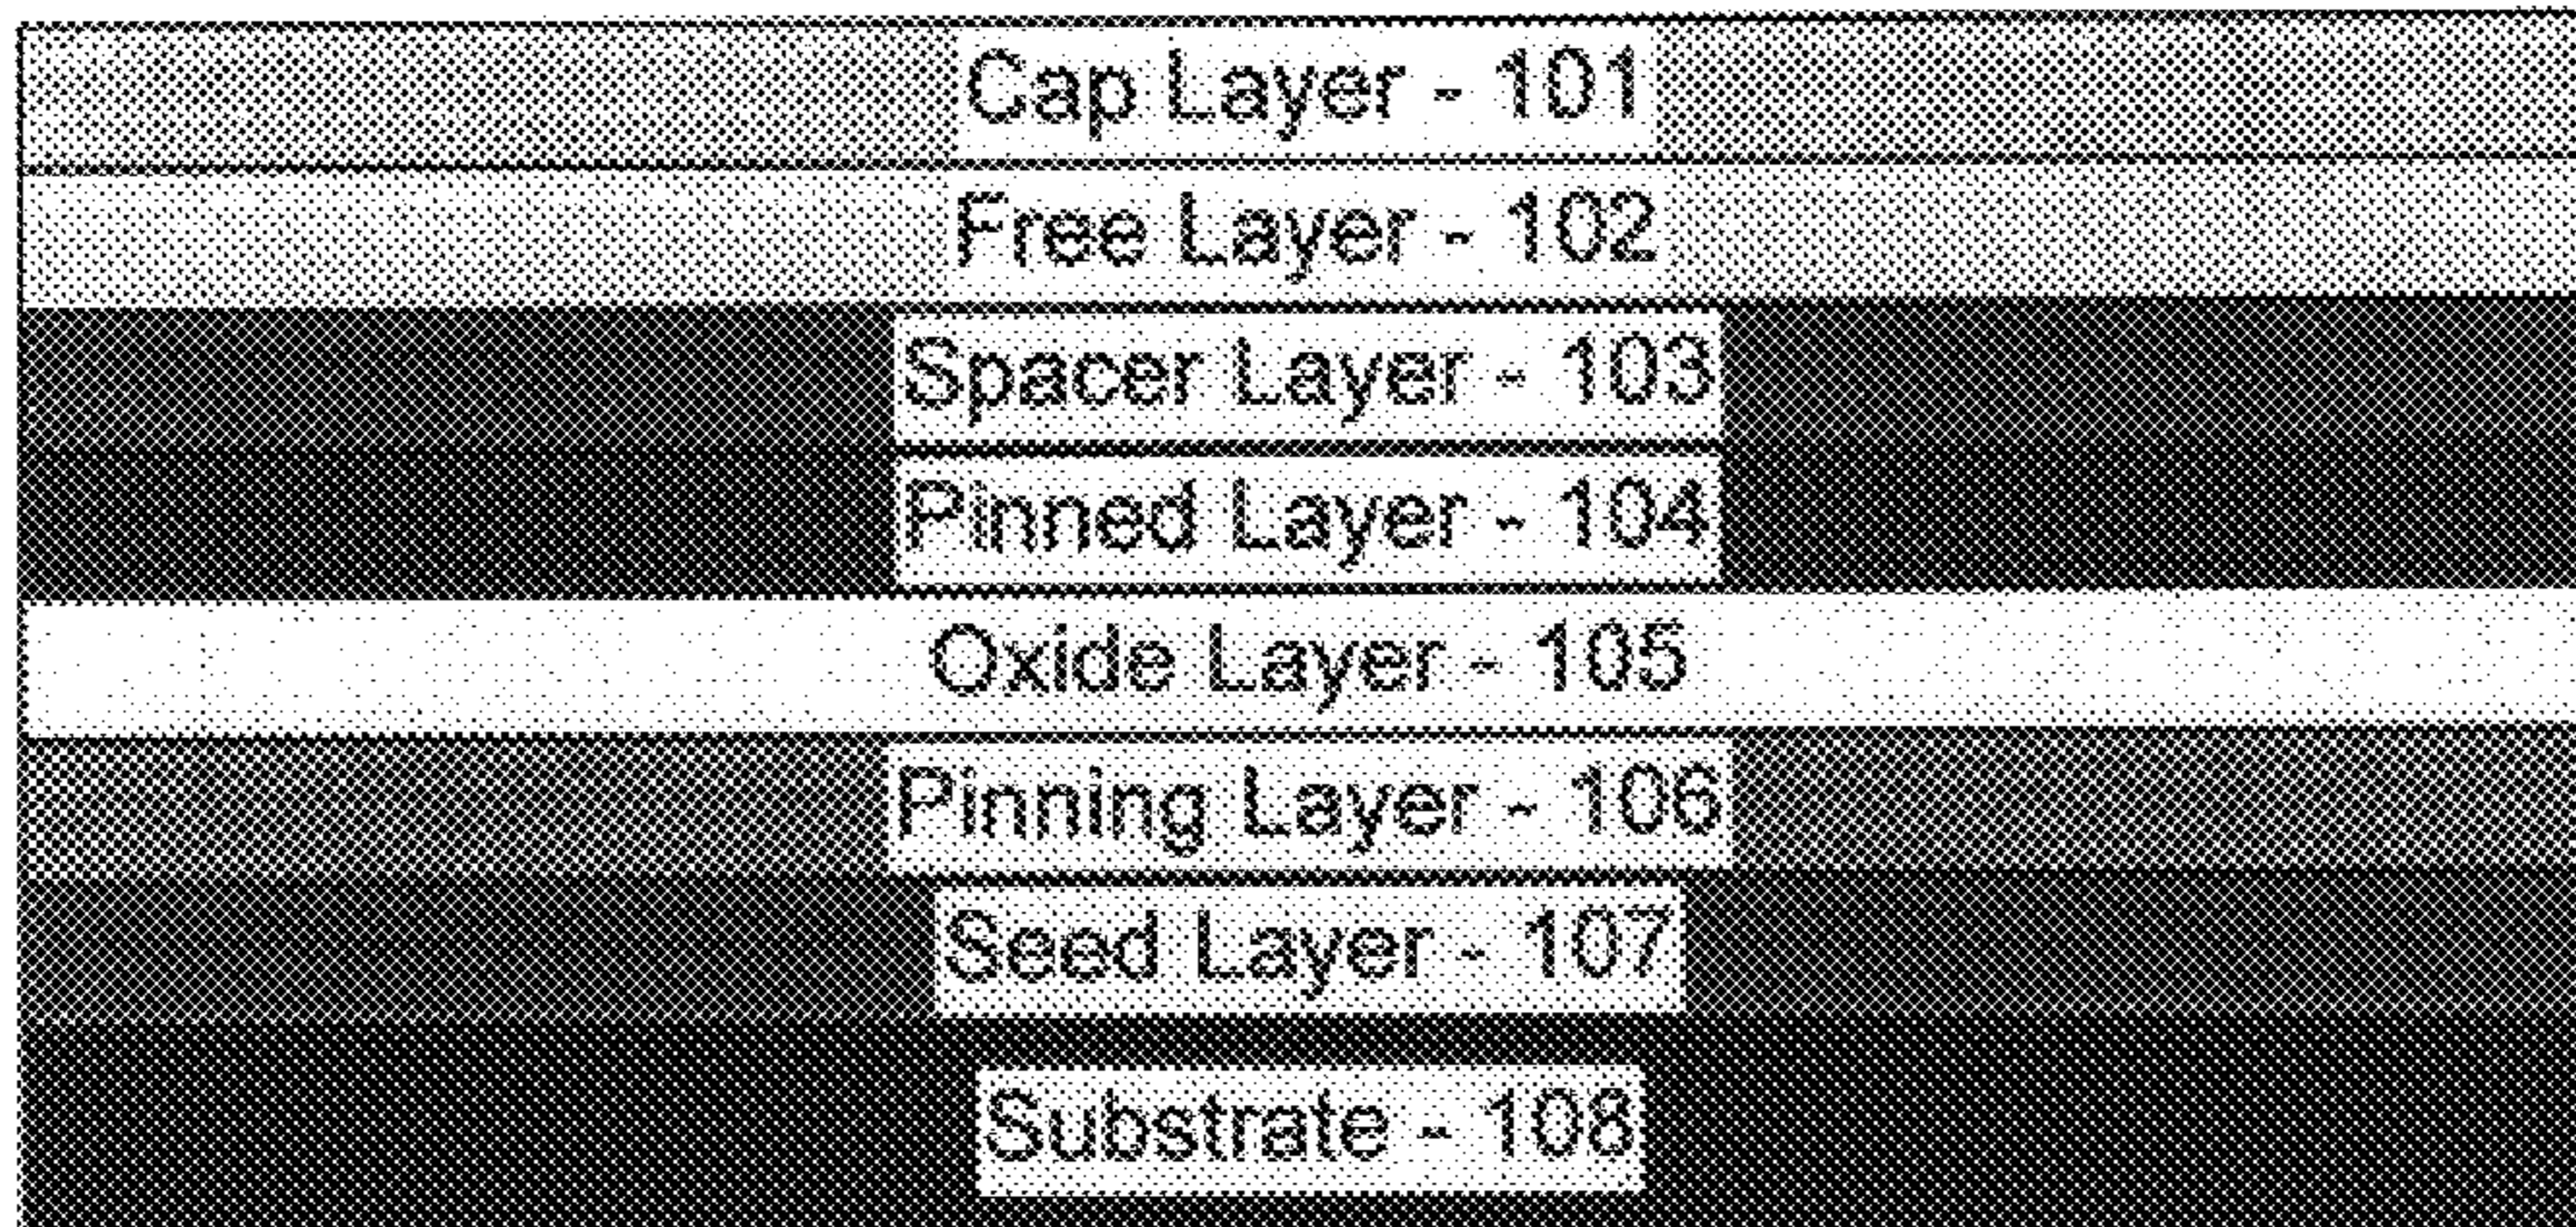 Cap Layer - 101
Free Layer - 102
Spacer Layer - 103
Pinned Layer - 104
Oxide Layer - 105
Pinning Layer - 106
Seed Layer - 107
Substrate - 108